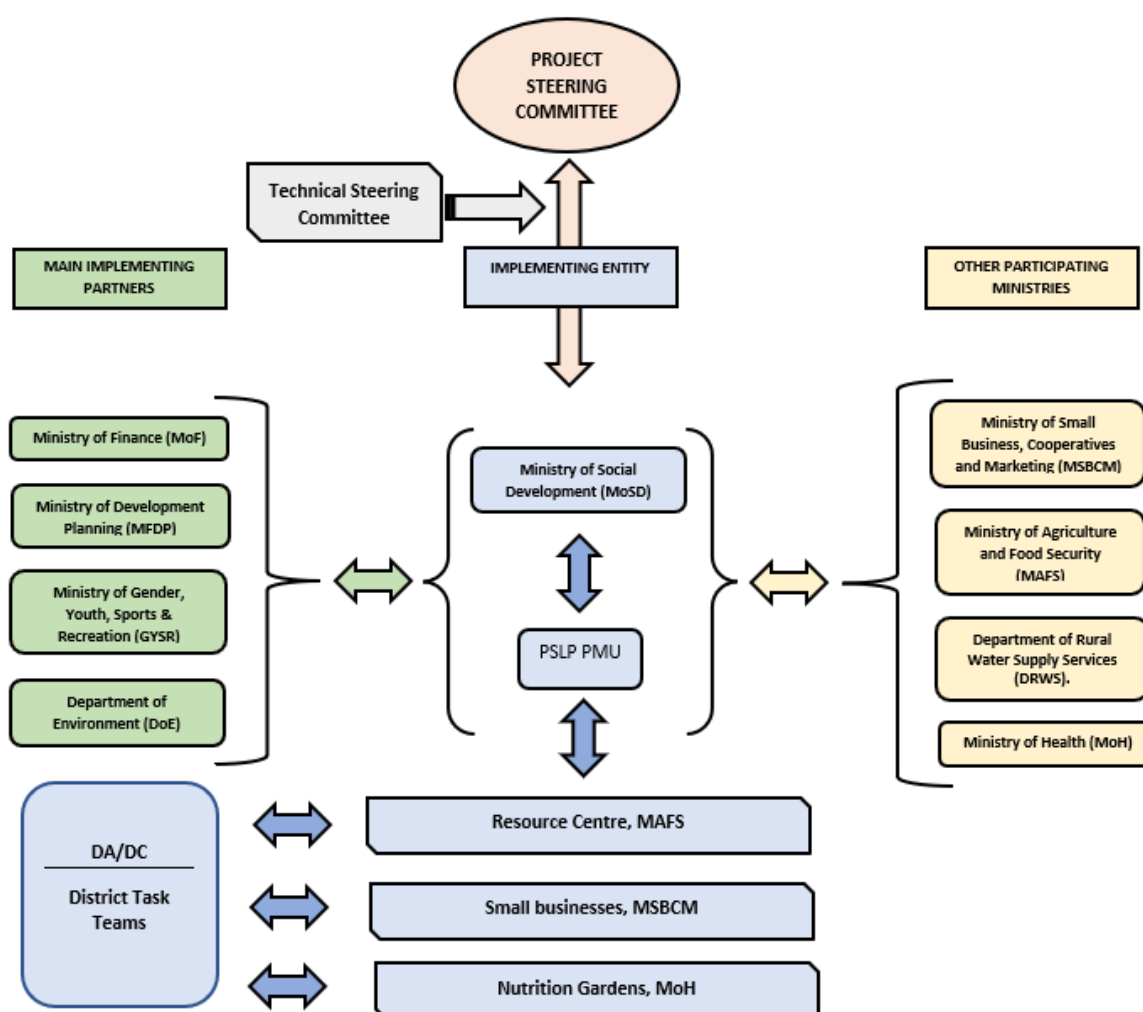 PROJECT
STEERING
COMMITTEE
Technical Steering
Committee
MAIN IMPLEMENTING
PARTNERS
IMPLEMENTING ENTITY
OTHER PARTICIPATING
MINISTRIES
Ministry of Finance (MoF)
Ministry of Development
Planning (MFDP)
Ministry of Gender,
Youth, Sports &
Recreation (GYSR)
Department of
Environment (DoE)
Ministry of Social
Development (MoSD)
PSLP PMU
Ministry of Small
Business, Cooperatives
and Marketing (MSBCM)
Ministry of Agriculture
and Food Security
(MAFS)
Department of Rural
Water Supply Services
(DRWS).
Ministry of Health (MoH)
DA/DC
District Task
Teams
Resource Centre, MAFS
Small businesses, MSBCM
Nutrition Gardens, MoH